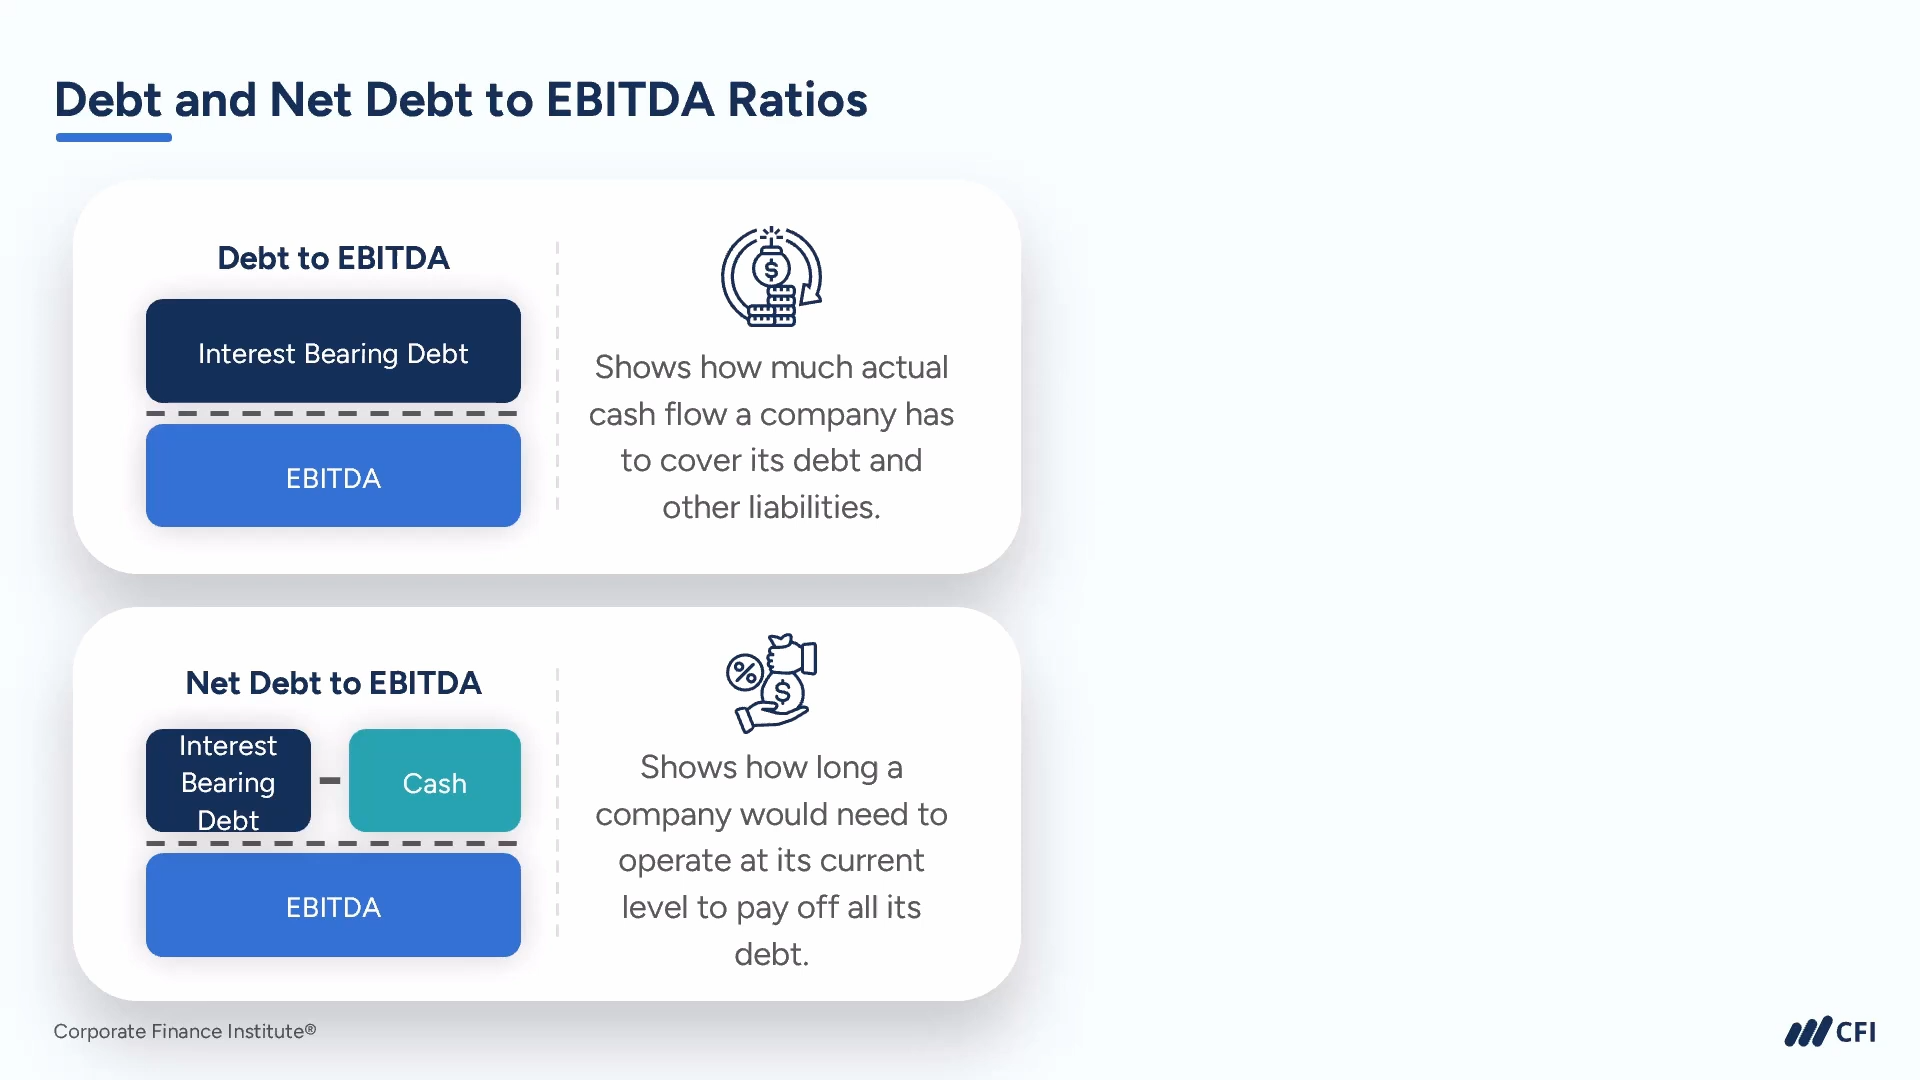 Debt and Net Debt to EBITDA Ratios
Debt to EBITDA
Interest Bearing Debt
EBITDA
$
Shows how much actual
cash flow a company has
to cover its debt and
other liabilities.
Net Debt to EBITDA
Interest
Bearing
Debt
-
Cash
EBITDA
%
$
Shows how long a
company would need to
operate at its current
level to pay off all its
debt.
Corporate Finance Institute®
CFI